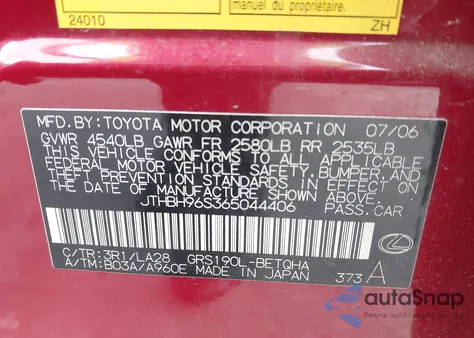 manuel du propriétaire.
24010 ZH
MFD.BY:TOYOTA MOTOR CORPORATION 07/06
GVWR 4540LB GAWR FR 2580LB RR 2535LB
THIS VEHICLE CONFORMS TO ALL APPLICABLE
FEDERAL MOTOR VEHICLE SAFETY, BUMPER, AND
THEFT PREVENTION STANDARDS IN EFFECT ON
THE DATE OF MANUFACTURE SHOWN ABOVE.
JTHBH96S365044406 PASS.CAR
C/TR:3R1/LA28 GRS190L-BETQHA
A/TM:B03A/A960E MADE IN JAPAN 373A
autoSnap